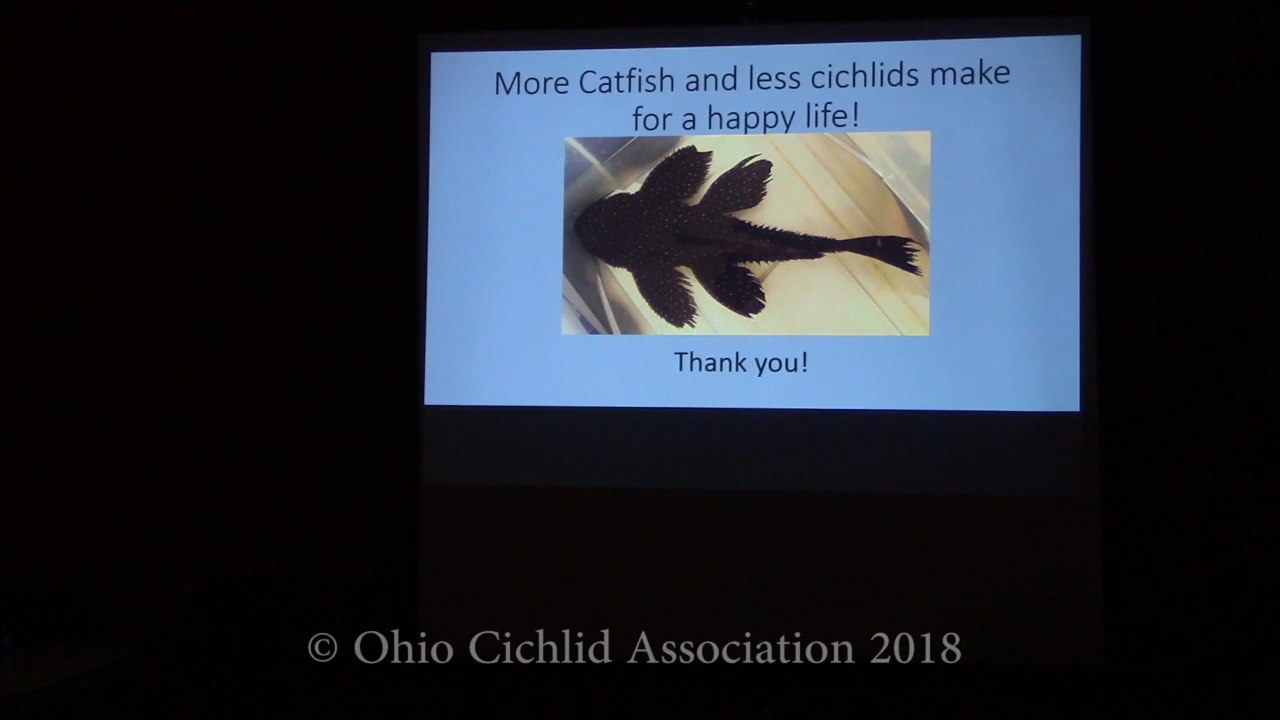 More Catfish and less cichlids make
for a happy life!
Thank you!
© Ohio Cichlid Association 2018